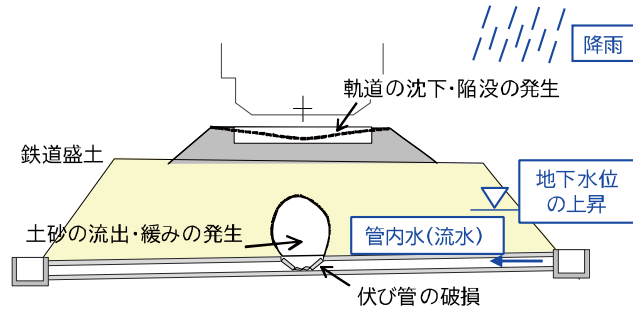 降雨
軌道の沈下・陥没の発生
鉄道盛土
地下水位
の上昇
土砂の流出・緩みの発生
管内水(流水)
伏び管の破損